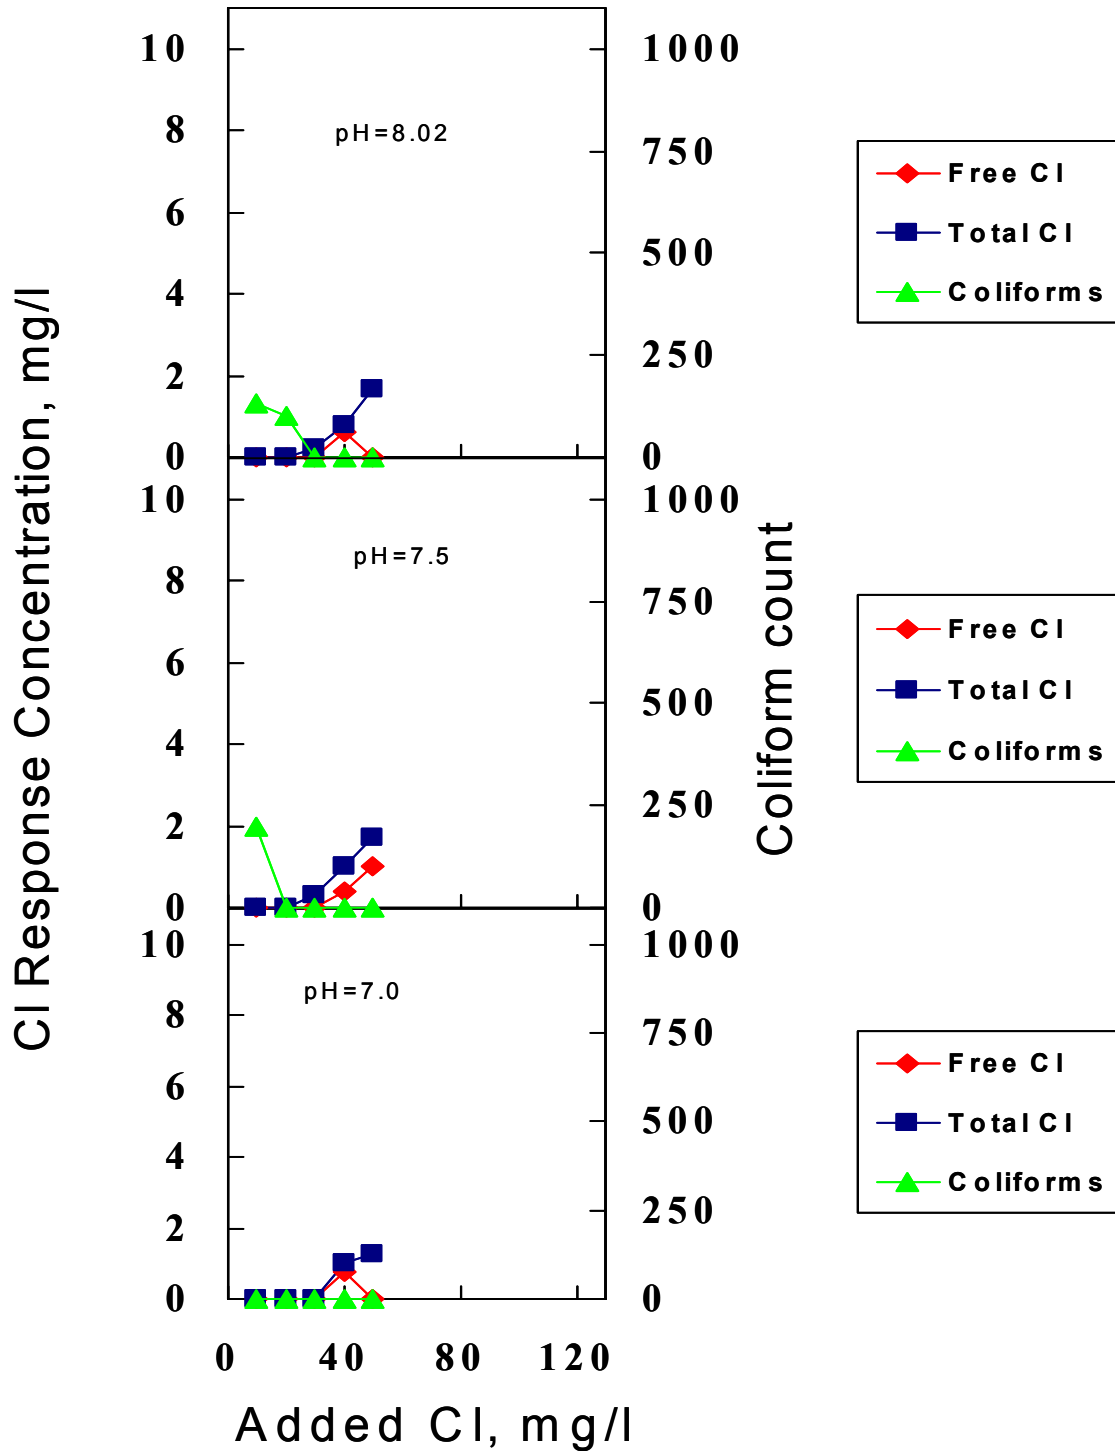 10
8
6
4
2
0
pH=8.02
1000
750
500
250
0
Free Cl
Total Cl
Coliforms
Cl Response Concentration, mg/l
10
8
6
4
2
0
pH=7.5
1000
750
500
250
0
Coliform count
Free Cl
Total Cl
Coliforms
10
8
6
4
2
0
pH=7.0
1000
750
500
250
0
Free Cl
Total Cl
Coliforms
0 40 80 120
Added Cl, mg/l